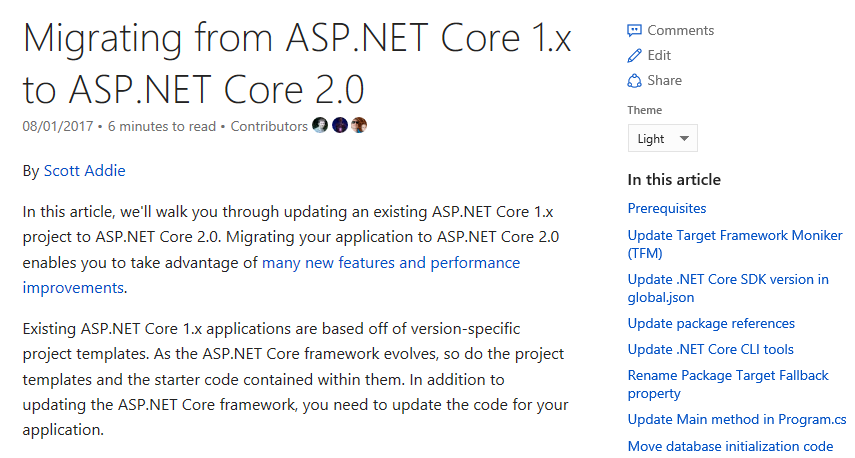 Migrating from ASP.NET Core 1.x
to ASP.NET Core 2.0
08/01/2017 • 6 minutes to read • Contributors
By Scott Addie
In this article, we'll walk you through updating an existing ASP.NET Core 1.x
project to ASP.NET Core 2.0. Migrating your application to ASP.NET Core 2.0
enables you to take advantage of many new features and performance
improvements.
Existing ASP.NET Core 1.x applications are based off of version-specific
project templates. As the ASP.NET Core framework evolves, so do the project
templates and the starter code contained within them. In addition to
updating the ASP.NET Core framework, you need to update the code for your
application.
Comments
Edit
Share
Theme
Light
In this article
Prerequisites
Update Target Framework Moniker
(TFM)
Update .NET Core SDK version in
global.json
Update package references
Update .NET Core CLI tools
Rename Package Target Fallback
property
Update Main method in Program.cs
Move database initialization code